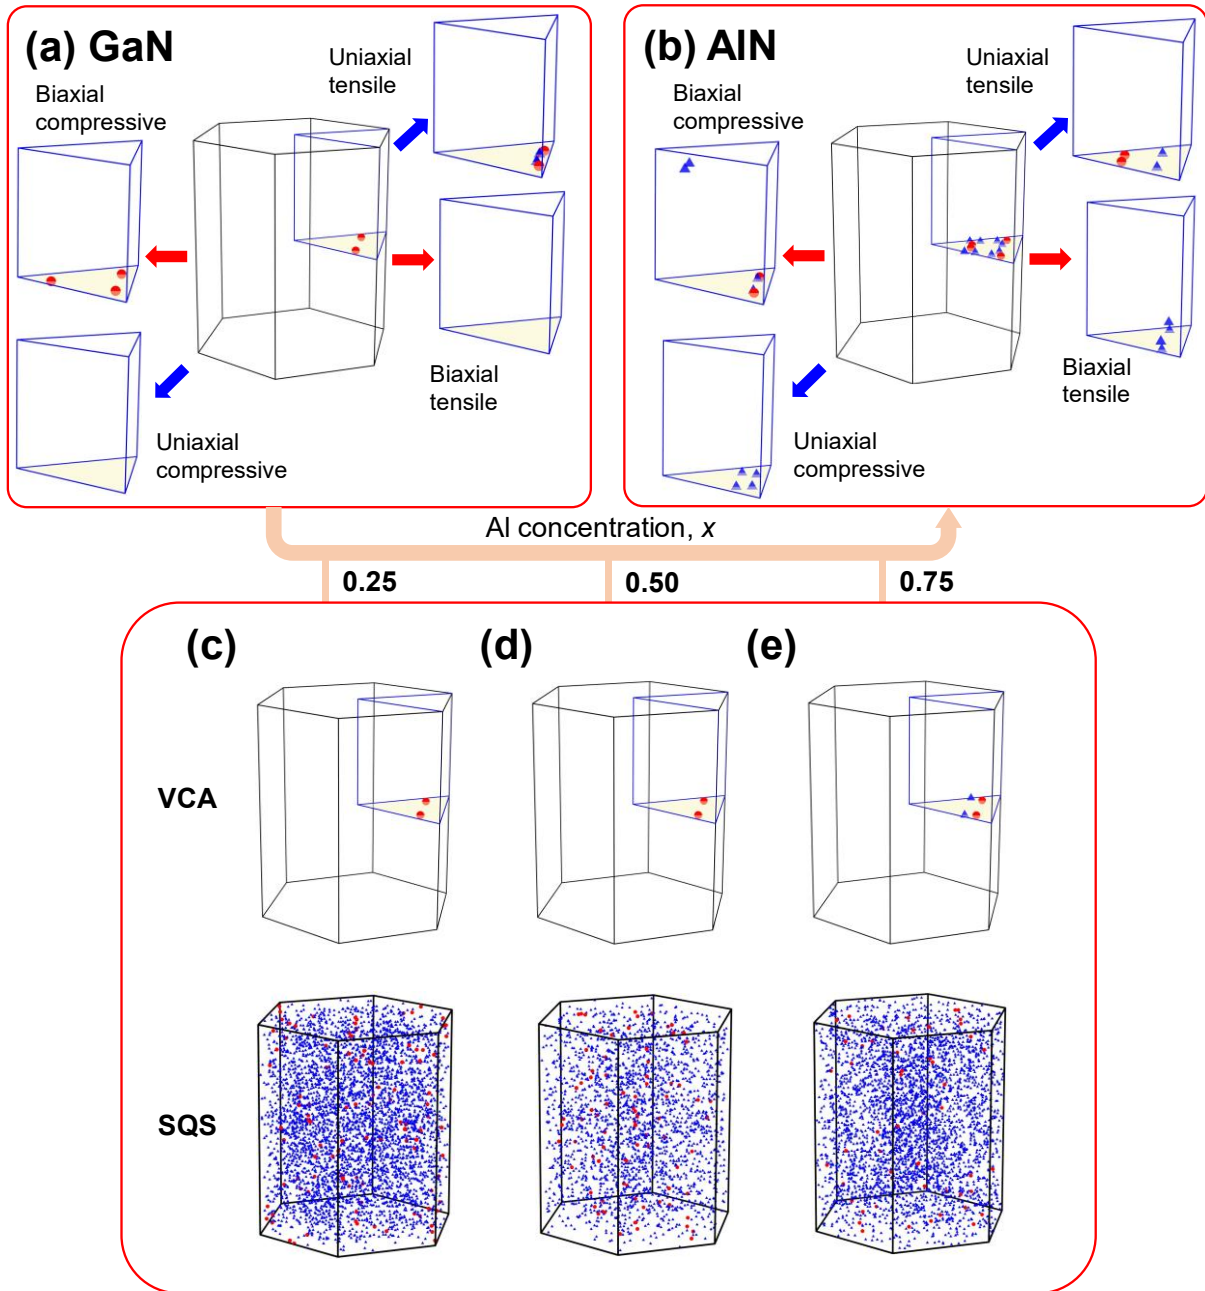 (a) GaN
Uniaxial
tensile
Biaxial
compressive
Biaxial
tensile
Uniaxial
compressive
(b) AlN
Uniaxial
tensile
Biaxial
compressive
Biaxial
tensile
Uniaxial
compressive
Al concentration, x
0.25
0.50
0.75
(c)
(d)
(e)
VCA
SQS